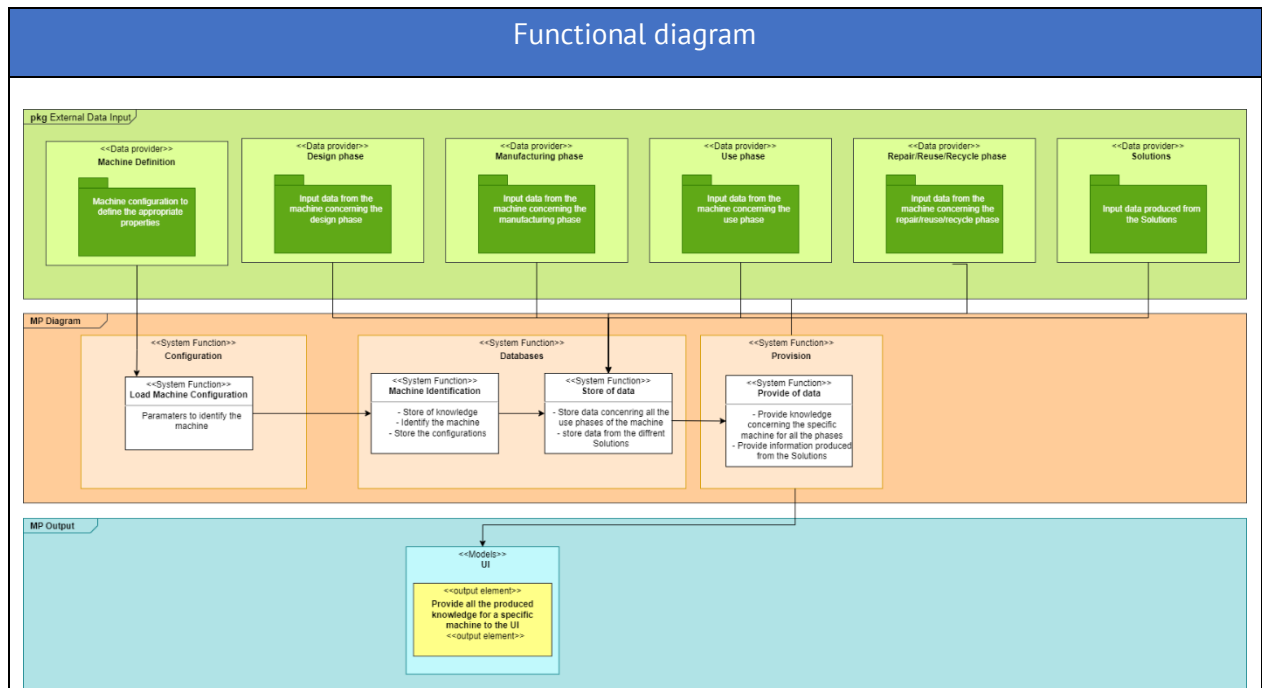 Functional diagram
pkg External Data Input
<<Data provider>>
Machine Definition
Machine configuration to
define the appropriate
properties
<<Data provider>>
Design phase
Input data from the
machine concerning the
design phase
<<Data provider>>
Manufacturing phase
Input data from the
machine concerning the
manufacturing phase
<<Data provider>>
Use phase
Input data from the
machine concerning the
use phase
<<Data provider>>
Repair/Reuse/Recycle phase
Input data from the
machine concerning the
repair/reuse/recycle phase
<<Data provider>>
Solutions
Input data produced from
the Solutions
MP Diagram
<<System Function>>
Configuration
<<System Function>>
Load Machine Configuration
Paramaters to identify the
machine
<<System Function>>
Databases
<<System Function>>
Machine Identification
- Store of knowledge
- Identify the machine
- Store the configurations
<<System Function>>
Store of data
- Store data concenring all the
use phases of the machine
- store data from the diffrent
Solutions
<<System Function>>
Provision
<<System Function>>
Provide of data
- Provide knowledge
concerning the specific
machine for all the phases
- Provide information produced
from the Solutions
MP Output
<<Models>>
UI
<<output element>>
Provide all the produced
knowledge for a specific
machine to the UI
<<output element>>